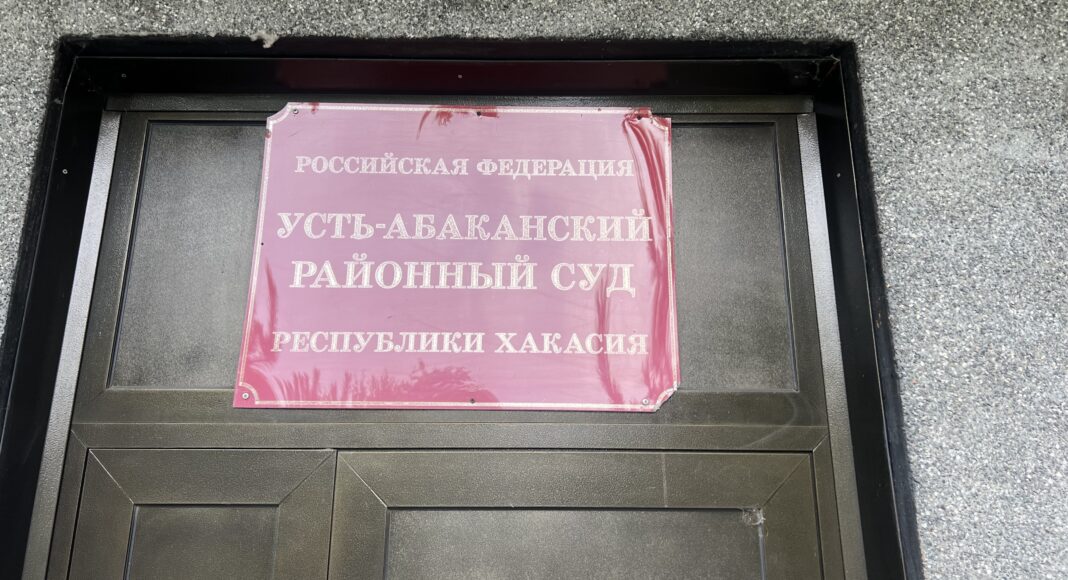 РОССИЙСКАЯ ФЕДЕРАЦИЯ
УСТЬ-АБАКАНСКИЙ
РАЙОННЫЙ СУД
РЕСПУБЛИКИ ХАКАСИЯ